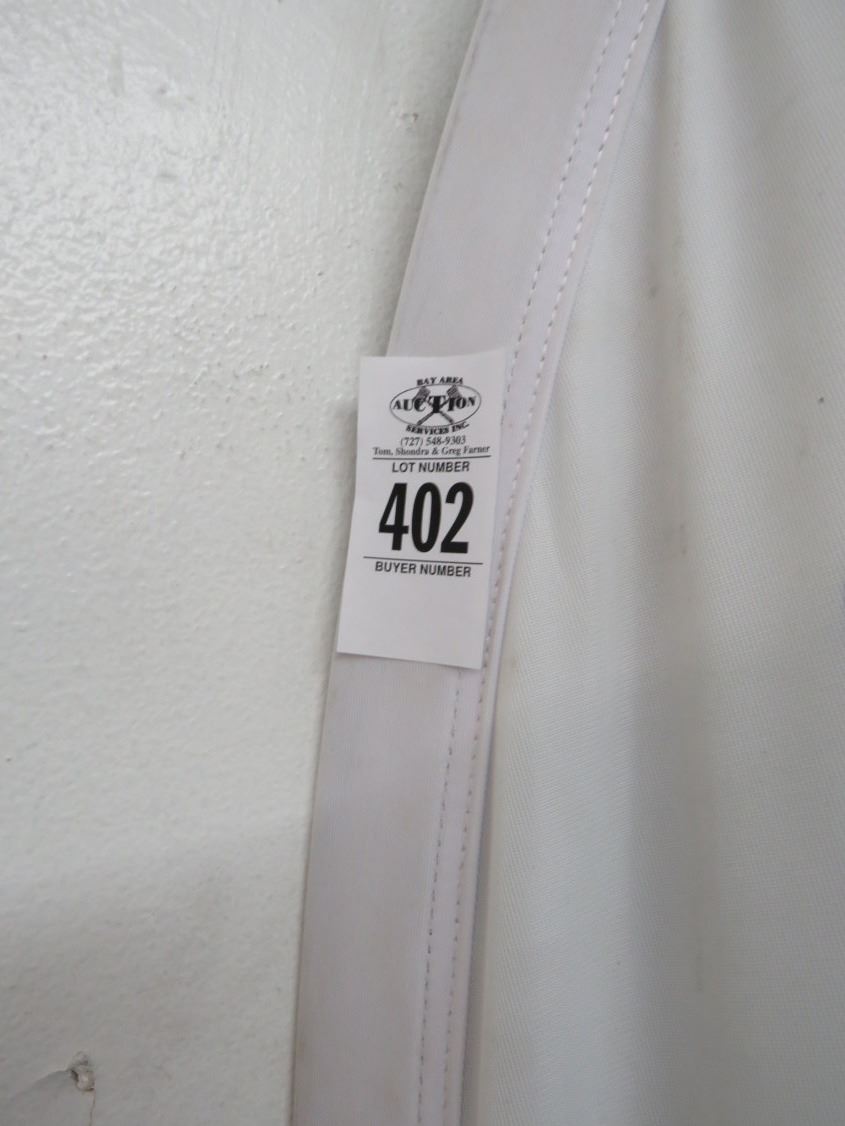 BAY AREA
AUCTION
SERVICES INC.
(727) 548-9303
Tom, Shondra & Greg Farner
LOT NUMBER
402
BUYER NUMBER